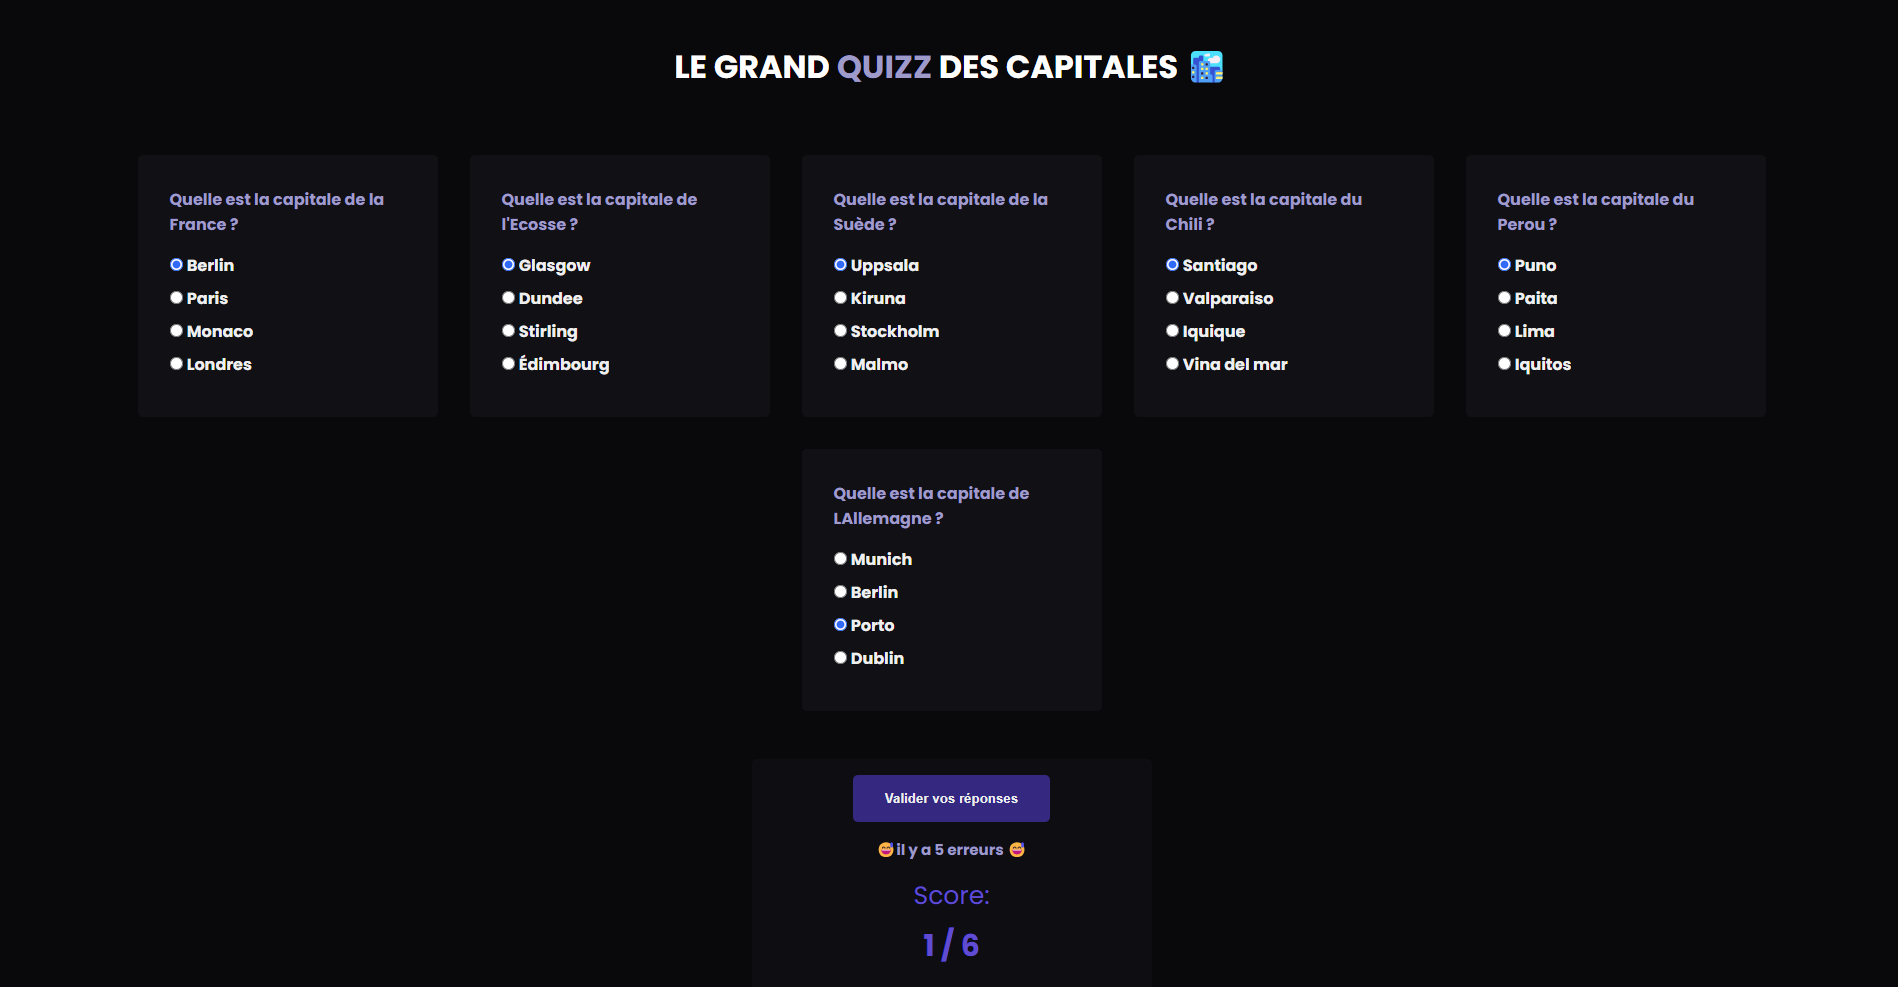 LE GRAND QUIZZ DES CAPITALES
Quelle est la capitale de la
France ?
Berlin
Paris
Monaco
Londres
Quelle est la capitale de
l'Ecosse ?
Glasgow
Dundee
Stirling
Édimbourg
Quelle est la capitale de la
Suède ?
Uppsala
Kiruna
Stockholm
Malmo
Quelle est la capitale du
Chili ?
Santiago
Valparaiso
Iquique
Vina del mar
Quelle est la capitale du
Perou ?
Puno
Paita
Lima
Iquitos
Quelle est la capitale de
LAllemagne ?
Munich
Berlin
Porto
Dublin
Valider vos réponses
😅 il y a 5 erreurs 😅
Score:
1 / 6